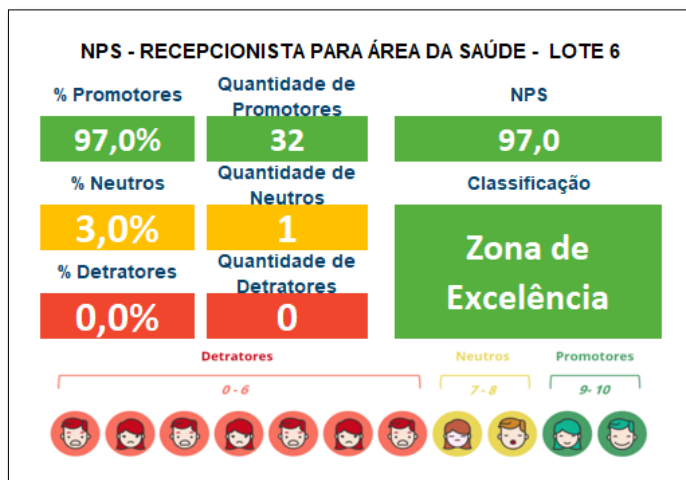 NPS - RECEPCIONISTA PARA ÁREA DA SAÚDE - LOTE 6
% Promotores
Quantidade de
Promotores
NPS
97,0%
32
97,0
% Neutros
Quantidade de
Neutros
Classificação
3,0%
1
Zona de
Excelência
% Detratores
Quantidade de
Detratores
0,0%
0
Detratores
Neutros
Promotores
0 - 6
7 - 8
9- 10